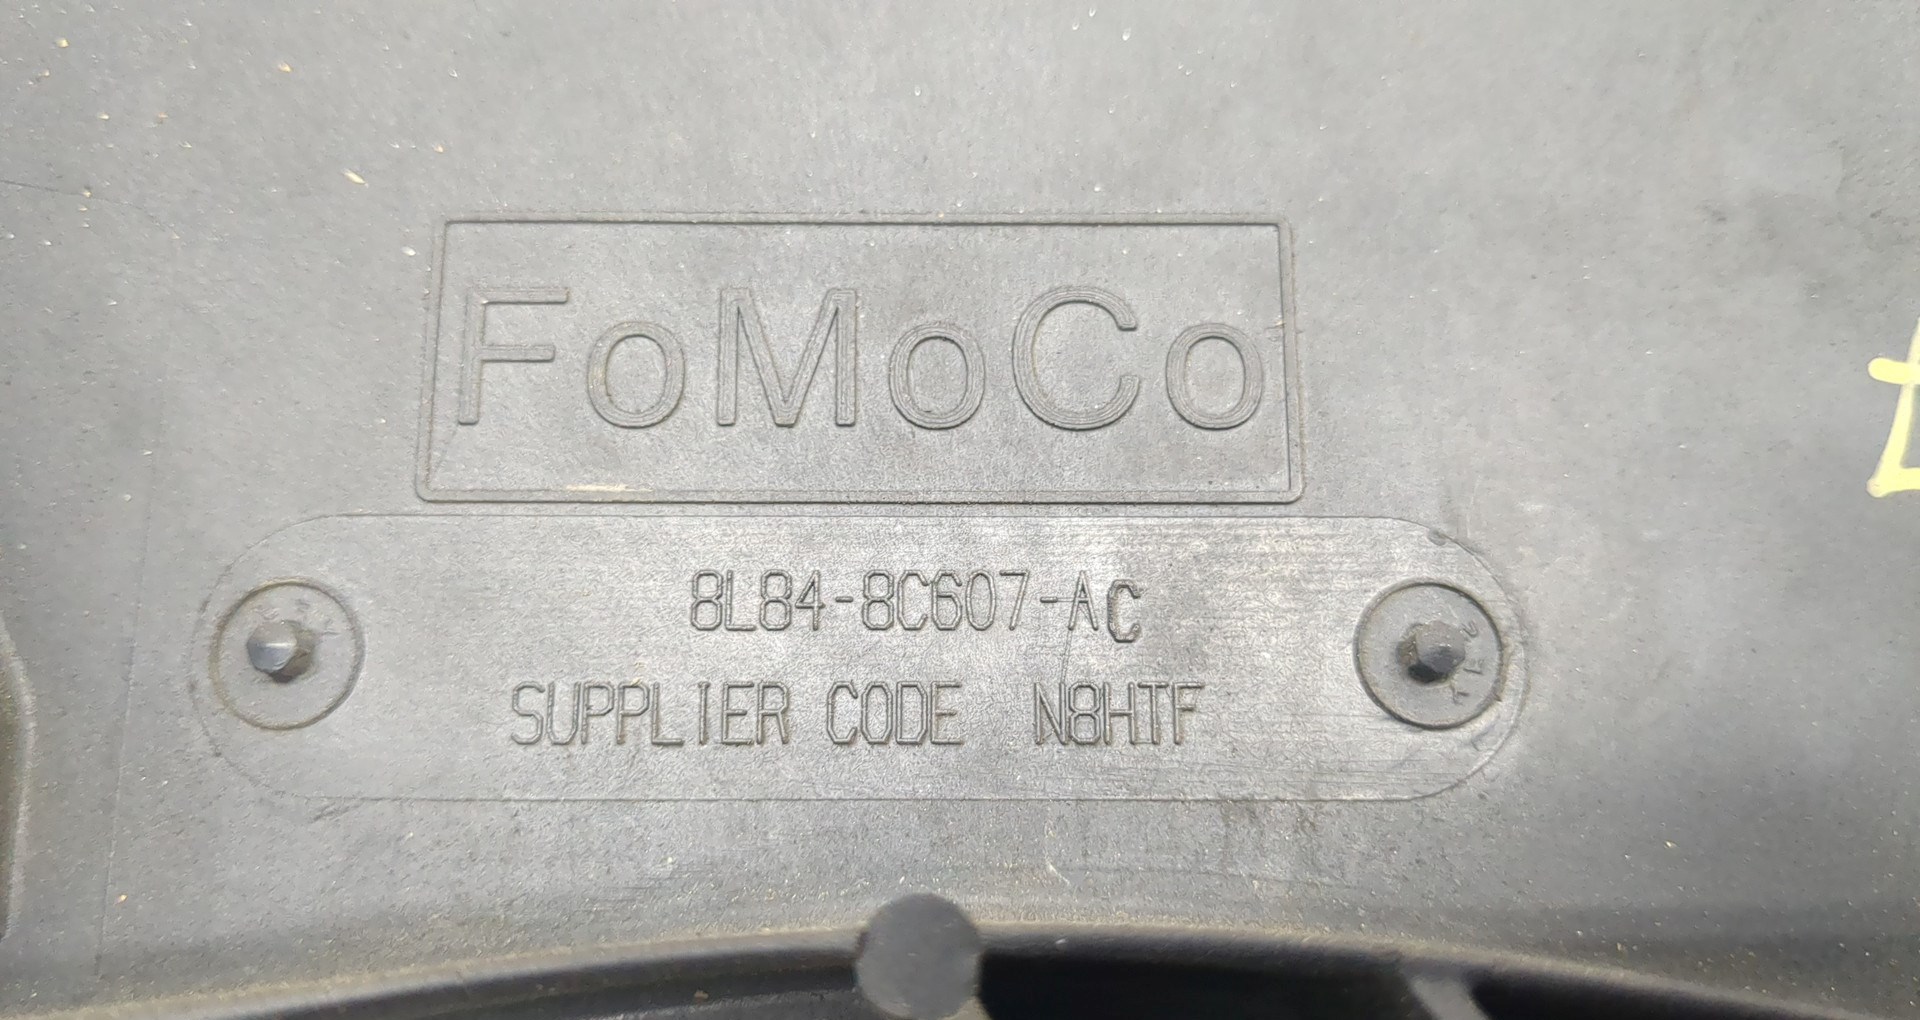 FoMoCo
8L84-8C607-AC
SUPPLIER CODE N8HTF